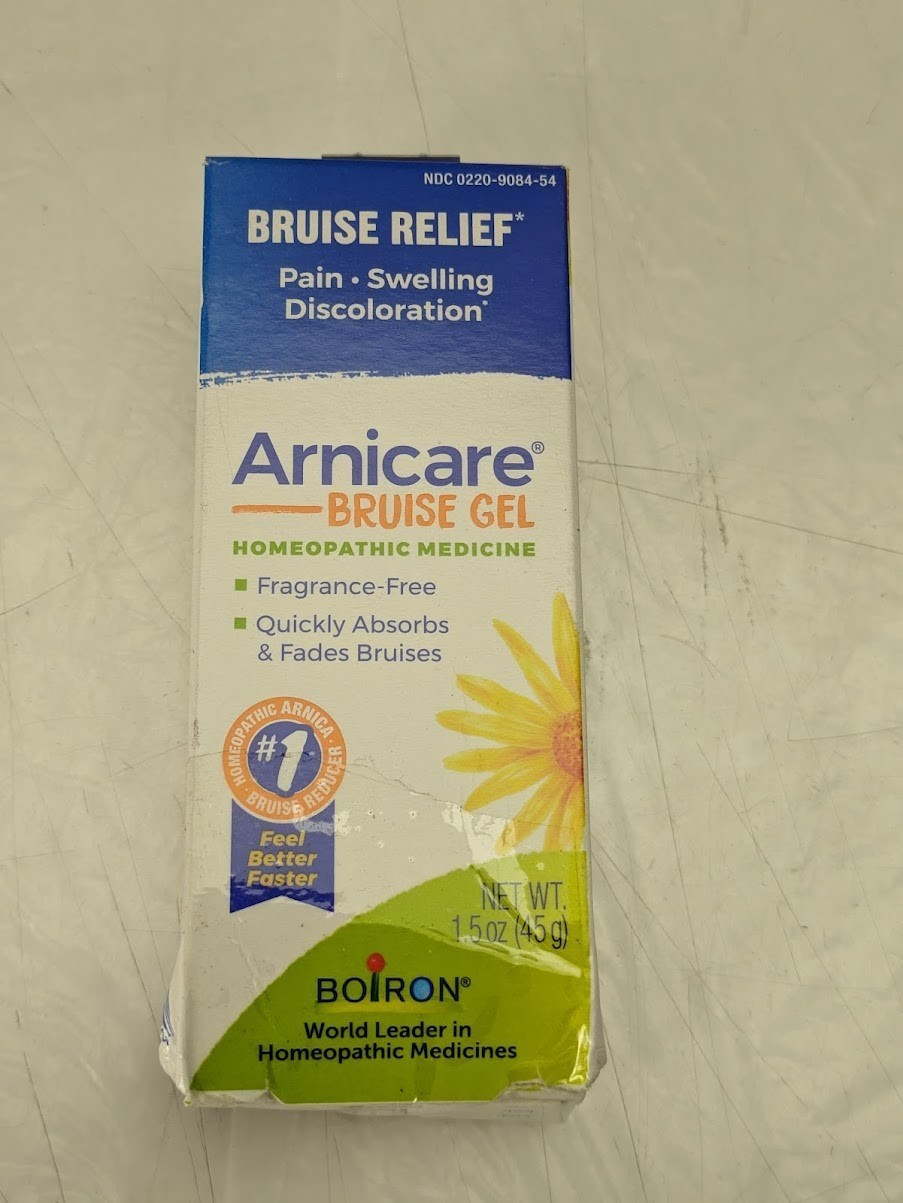 NDC 0220-9084-54
BRUISE RELIEF*
Pain • Swelling
Discoloration*
Arnicare®
BRUISE GEL
HOMEOPATHIC MEDICINE
▪ Fragrance-Free
▪ Quickly Absorbs
& Fades Bruises
HOMEOPATHIC ARNICA
#1
• BRUISE REDUCER •
Feel
Better
Faster
NET WT.
1.5 oz (45 g)
BOIRON®
World Leader in
Homeopathic Medicines